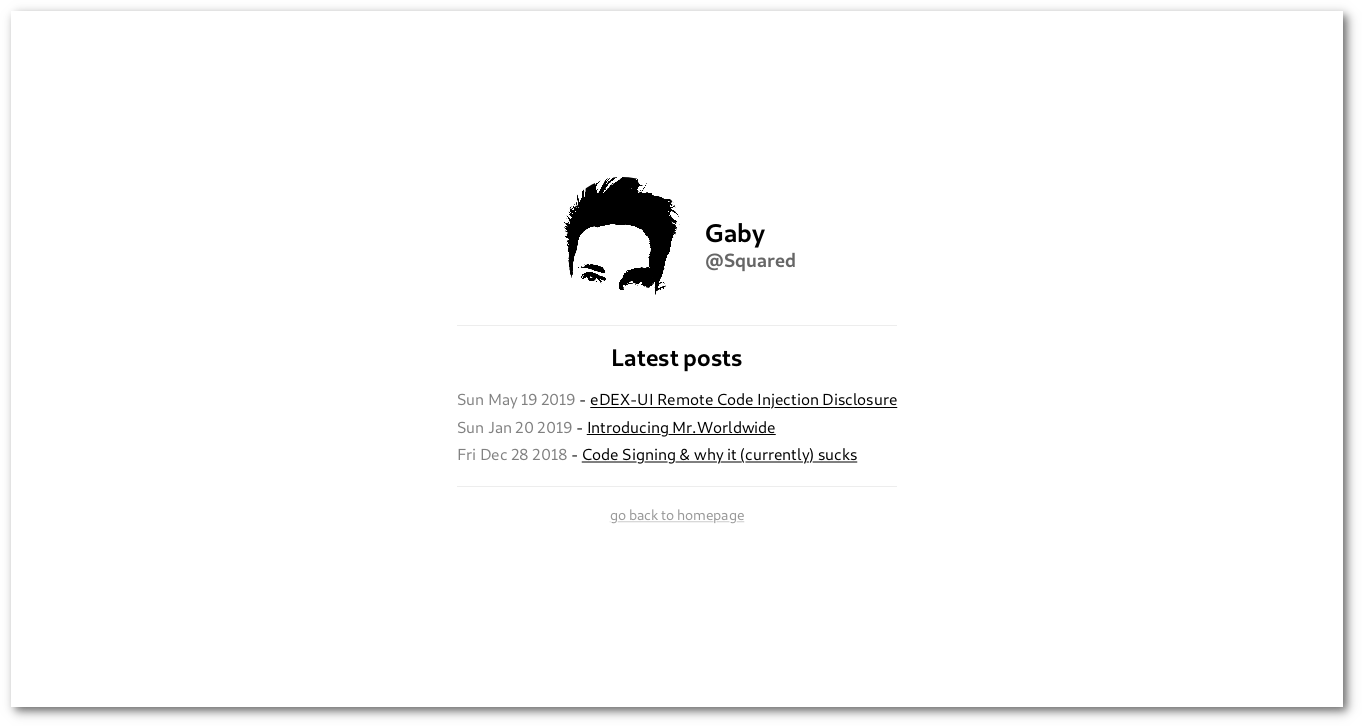 Gaby
@Squared
Latest posts
Sun May 19 2019 - eDEX-UI Remote Code Injection Disclosure
Sun Jan 20 2019 - Introducing Mr.Worldwide
Fri Dec 28 2018 - Code Signing & why it (currently) sucks
go back to homepage